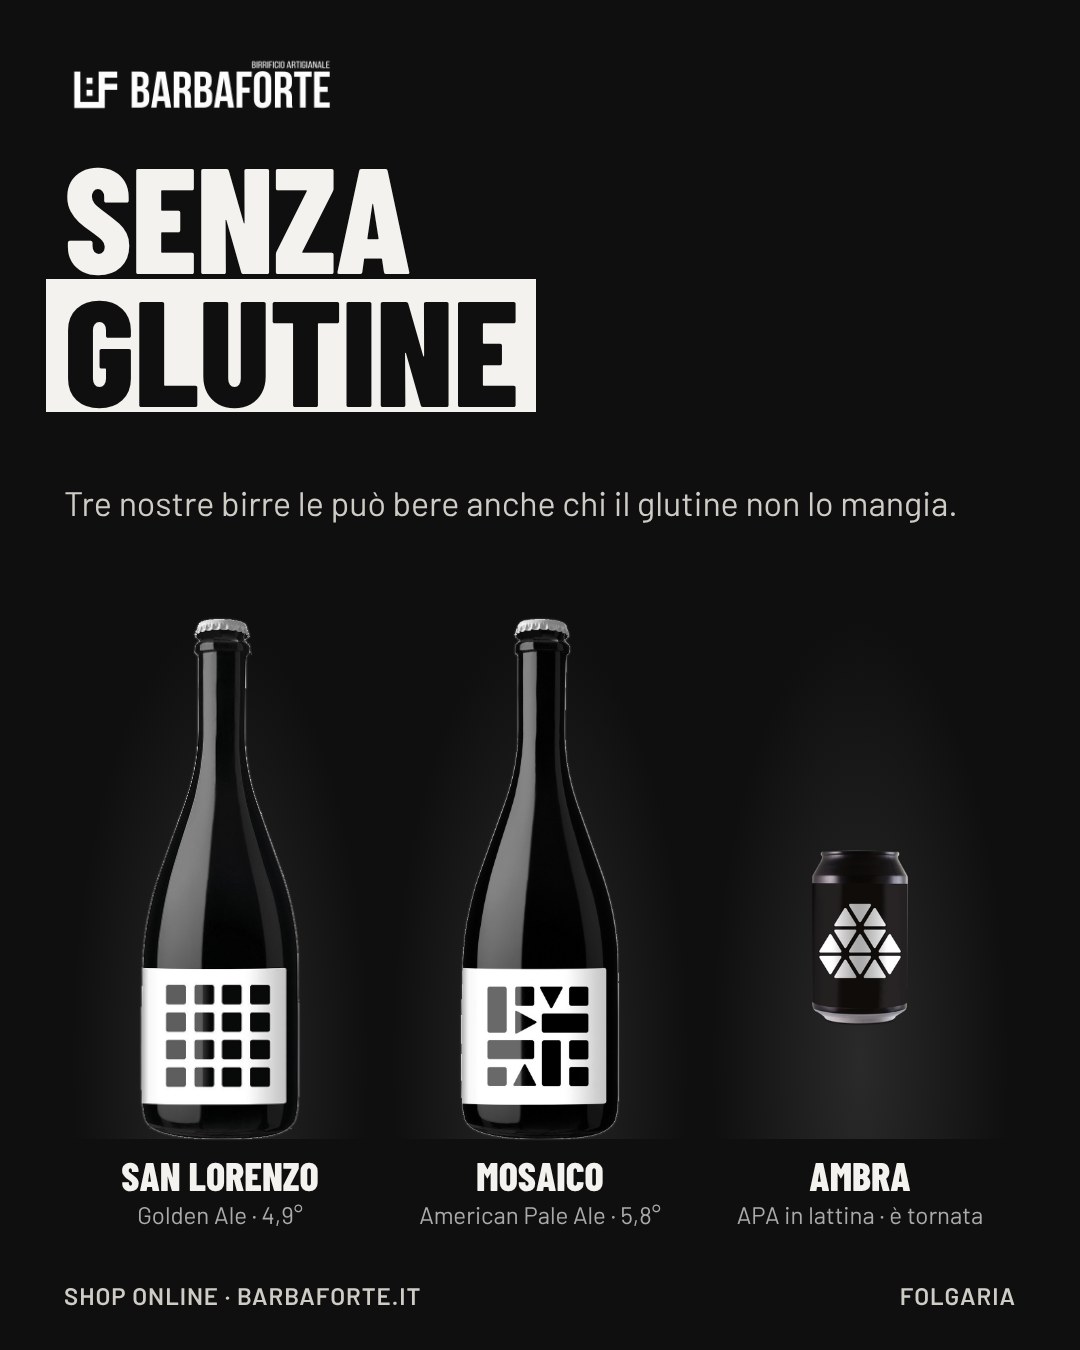 BIRRIFICIO ARTIGIANALE
BARBAFORTE
SENZA
GLUTINE
Tre nostre birre le può bere anche chi il glutine non lo mangia.
SAN LORENZO
Golden Ale · 4,9°
MOSAICO
American Pale Ale · 5,8°
AMBRA
APA in lattina · è tornata
SHOP ONLINE · BARBAFORTE.IT
FOLGARIA